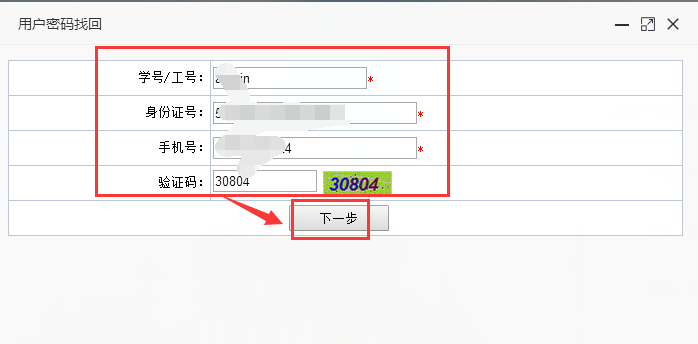 用户密码找回
学号/工号： *
身份证号： *
手机号： 4 *
验证码： 30804 30804
下一步